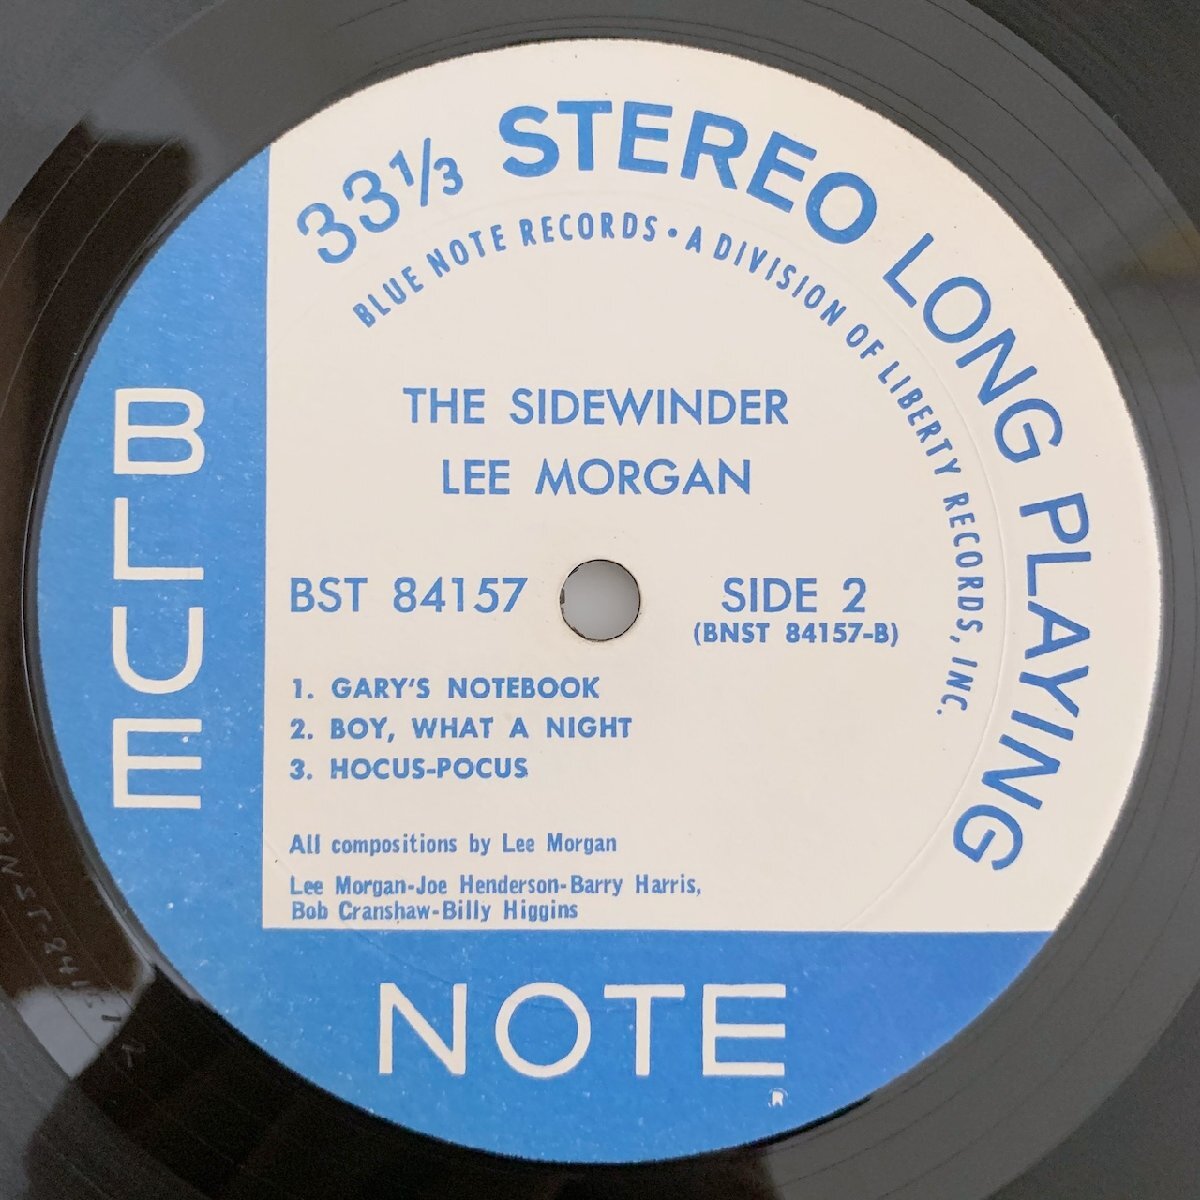 33 1/3 STEREO LONG PLAYING
BLUE NOTE RECORDS • A DIVISION OF LIBERTY RECORDS, INC.
THE SIDEWINDER
LEE MORGAN
BST 84157
SIDE 2
(BNST 84157-B)
1. GARY'S NOTEBOOK
2. BOY, WHAT A NIGHT
3. HOCUS-POCUS
All compositions by Lee Morgan
Lee Morgan-Joe Henderson-Barry Harris,
Bob Cranshaw-Billy Higgins
BLUE
NOTE
®